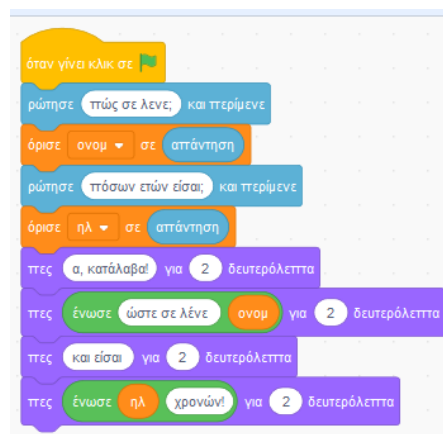 όταν γίνει κλικ σε
ρώτησε πώς σε λενε; και περίμενε
όρισε ονομ σε απάντηση
ρώτησε πόσων ετών είσαι; και περίμενε
όρισε ηλ σε απάντηση
πες α, κατάλαβα! για 2 δευτερόλεπτα
πες ένωσε ώστε σε λένε ονομ για 2 δευτερόλεπτα
πες και είσαι για 2 δευτερόλεπτα
πες ένωσε ηλ χρονών! για 2 δευτερόλεπτα